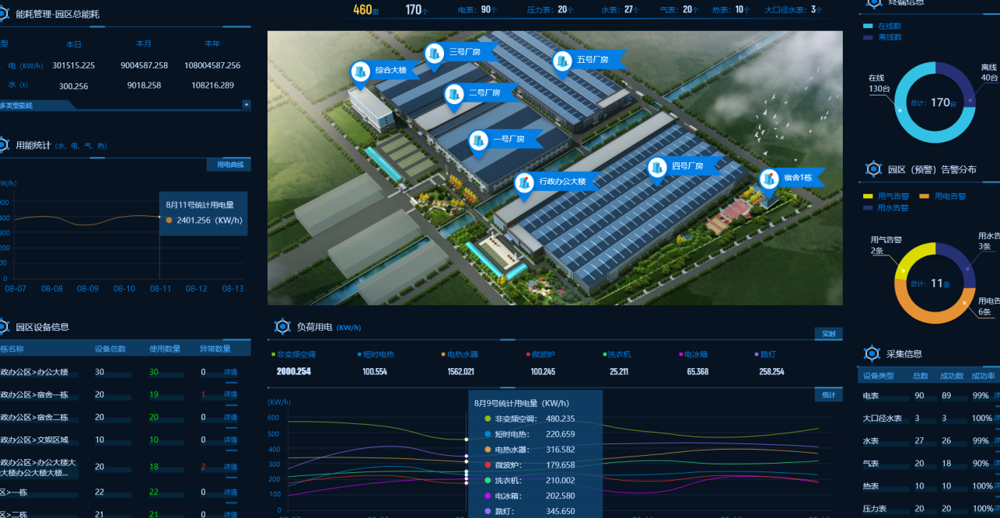 能耗管理-园区总能耗
型 本日 本月 本年
电 (KW/h) 301515.225 9004587.258 108004587.256
水 (t) 300.256 9018.258 108216.289
多类型能耗
用能统计 (水、电、气、热)
用电曲线
8月11号统计用电量
2401.256 (KW/h)
0
08-07 08-08 08-09 08-10 08-11 08-12 08-13
园区设备信息
栋名称 设备总数 使用数量 异常数量
政办公区>办公大楼 30 30 0 详情
政办公区>宿舍一栋 20 19 1 详情
政办公区>宿舍二栋 20 20 0 详情
政办公区>文娱区域 10 10 0 详情
政办公区>办公大楼大
大楼办公大楼大楼... 20 18 2 详情
区>一栋 22 22 0 详情
区>二栋 21 21 0 详情
460亩 170个 电表: 90个 压力表: 20个 水表: 27个 气表: 20个 热表: 10个 大口径水表: 3个
综合大楼
三号厂房
五号厂房
二号厂房
一号厂房
行政办公大楼
四号厂房
宿舍1栋
负荷用电 (KW/h)
实时
非变频空调 短时电热 电热水器 微波炉 洗衣机 电冰箱 路灯
2000.254 100.554 1562.021 100.245 25.211 65.368 258.254
统计
(KW/h)
600
500
400
300
200
100
0
8月9号统计用电量 (KW/h)
非变频空调: 480.235
短时电热: 220.659
电热水器: 316.582
微波炉: 179.658
洗衣机: 210.002
电冰箱: 202.580
路灯: 345.650
终端信息
在线数
离线数
在线
130台
离线
40台
总计: 170台
园区 (预警) 告警分布
用气告警 用电告警
用水告警
用气告警
2条
用水告
3条
总计: 11条
用电告
6条
采集信息
设备类型 总数 成功数 成功率
电表 90 89 99%
大口径水表 3 3 100%
水表 27 26 99%
气表 20 18 90%
热表 10 10 100%
压力表 20 20 100%